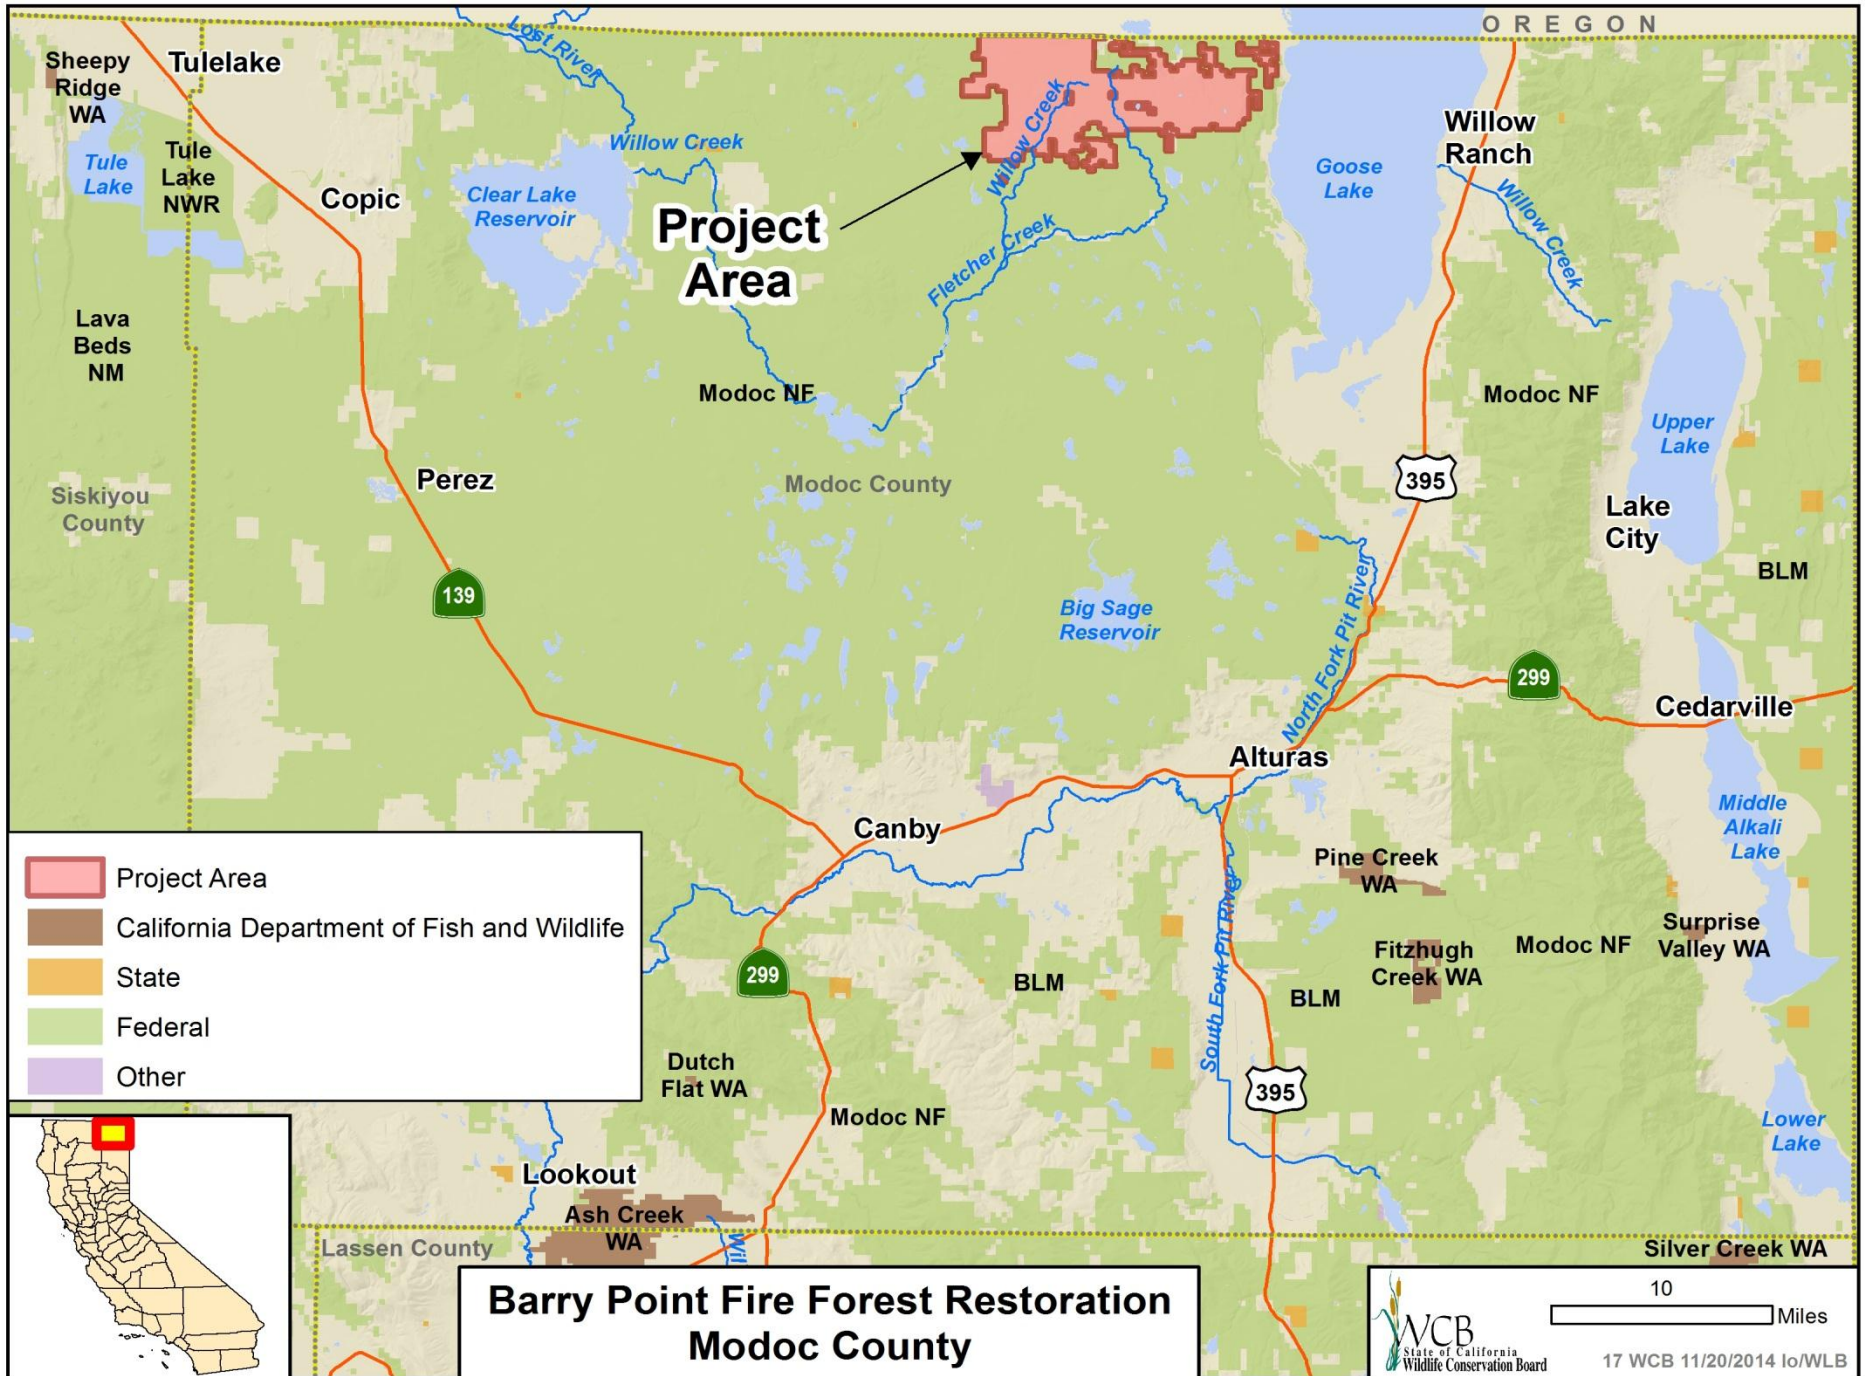 OREGON
Lost River
Sheepy
Ridge
WA
Tulelake
Tule
Lake
Tule
Lake
NWR
Copic
Willow Creek
Clear Lake
Reservoir
Project
Area
Willow Creek
Fletcher Creek
Goose
Lake
Willow
Ranch
Willow Creek
Lava
Beds
NM
Modoc NF
Modoc NF
Upper
Lake
Siskiyou
County
Perez
Modoc County
395
Lake
City
BLM
139
Big Sage
Reservoir
North Fork Pit River
299
Cedarville
Alturas
Canby
Middle
Alkali
Lake
Pine Creek
WA
Surprise
Valley WA
Fitzhugh
Creek WA
Modoc NF
299
BLM
BLM
South Fork Pit River
Dutch
Flat WA
Modoc NF
395
Lower
Lake
Lookout
Ash Creek
WA
Wil
Lassen County
Silver Creek WA
Project Area
California Department of Fish and Wildlife
State
Federal
Other
Barry Point Fire Forest Restoration
Modoc County
WCB
State of California
Wildlife Conservation Board
10
Miles
17 WCB 11/20/2014 lo/WLB